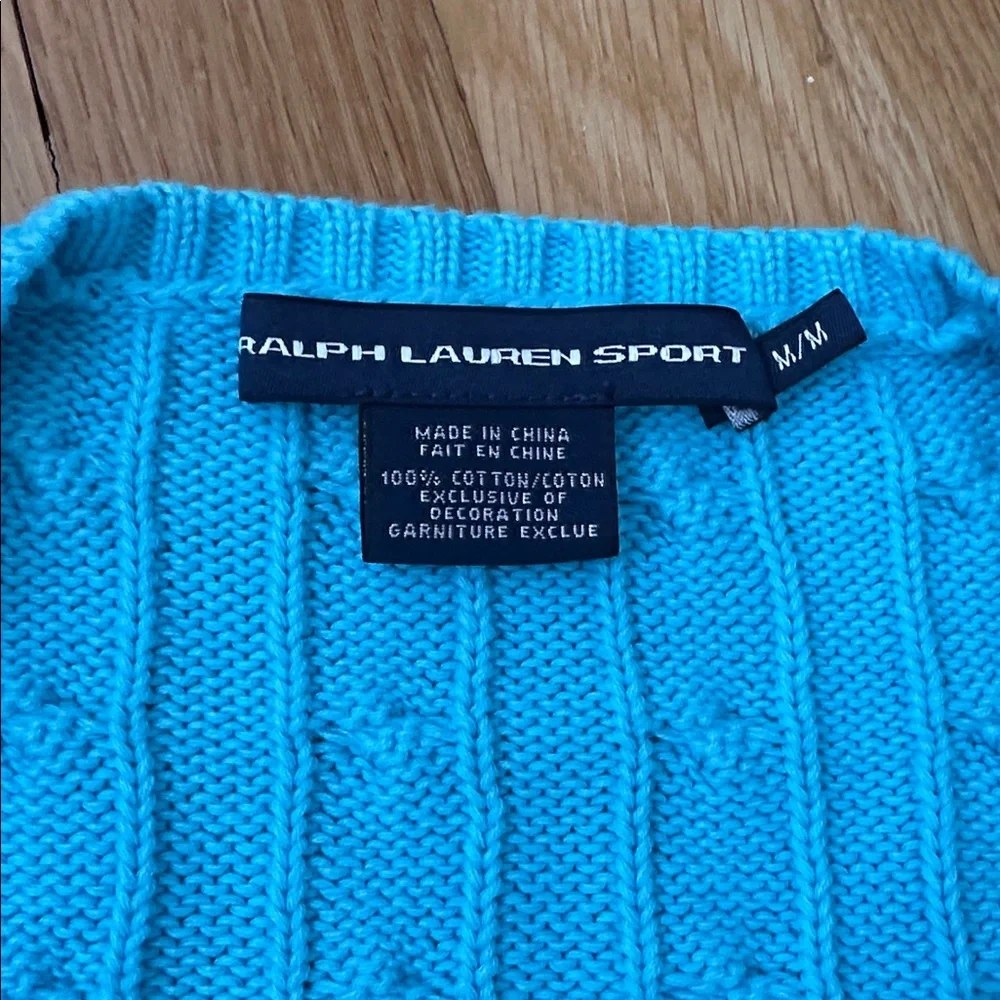 RALPH LAUREN SPORT
M/M
MADE IN CHINA
FAIT EN CHINE
100% COTTON/COTON
EXCLUSIVE OF
DECORATION
GARNITURE EXCLUE